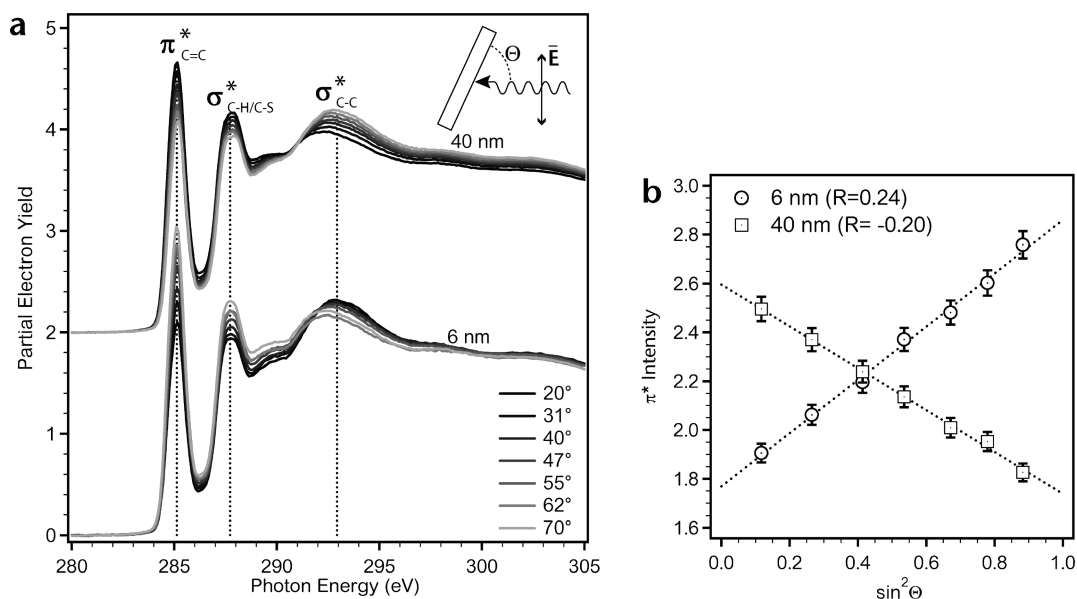 a
5
4
3
2
1
0
Partial Electron Yield
280
285
290
295
300
305
Photon Energy (eV)
π* C=C
σ* C-H/C-S
σ* C-C
Θ
Ē
40 nm
6 nm
20°
31°
40°
47°
55°
62°
70°
b
3.0
2.8
2.6
2.4
2.2
2.0
1.8
1.6
π* Intensity
6 nm (R=0.24)
40 nm (R= -0.20)
0.0
0.2
0.4
0.6
0.8
1.0
sin²Θ